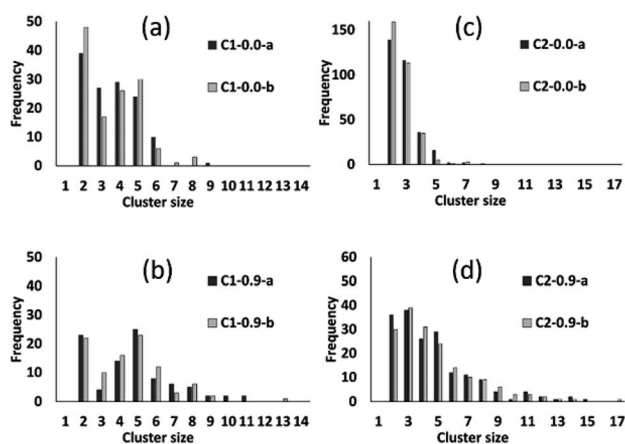 (a)
50
40
30
20
10
0
Frequency
C1-0.0-a
C1-0.0-b
1 2 3 4 5 6 7 8 9 10 11 12 13 14
Cluster size
(c)
150
100
50
0
Frequency
C2-0.0-a
C2-0.0-b
1 3 5 7 9 11 13 15 17
Cluster size
(b)
50
40
30
20
10
0
Frequency
C1-0.9-a
C1-0.9-b
1 2 3 4 5 6 7 8 9 10 11 12 13 14
Cluster size
(d)
60
50
40
30
20
10
0
Frequency
C2-0.9-a
C2-0.9-b
1 3 5 7 9 11 13 15 17
Cluster size